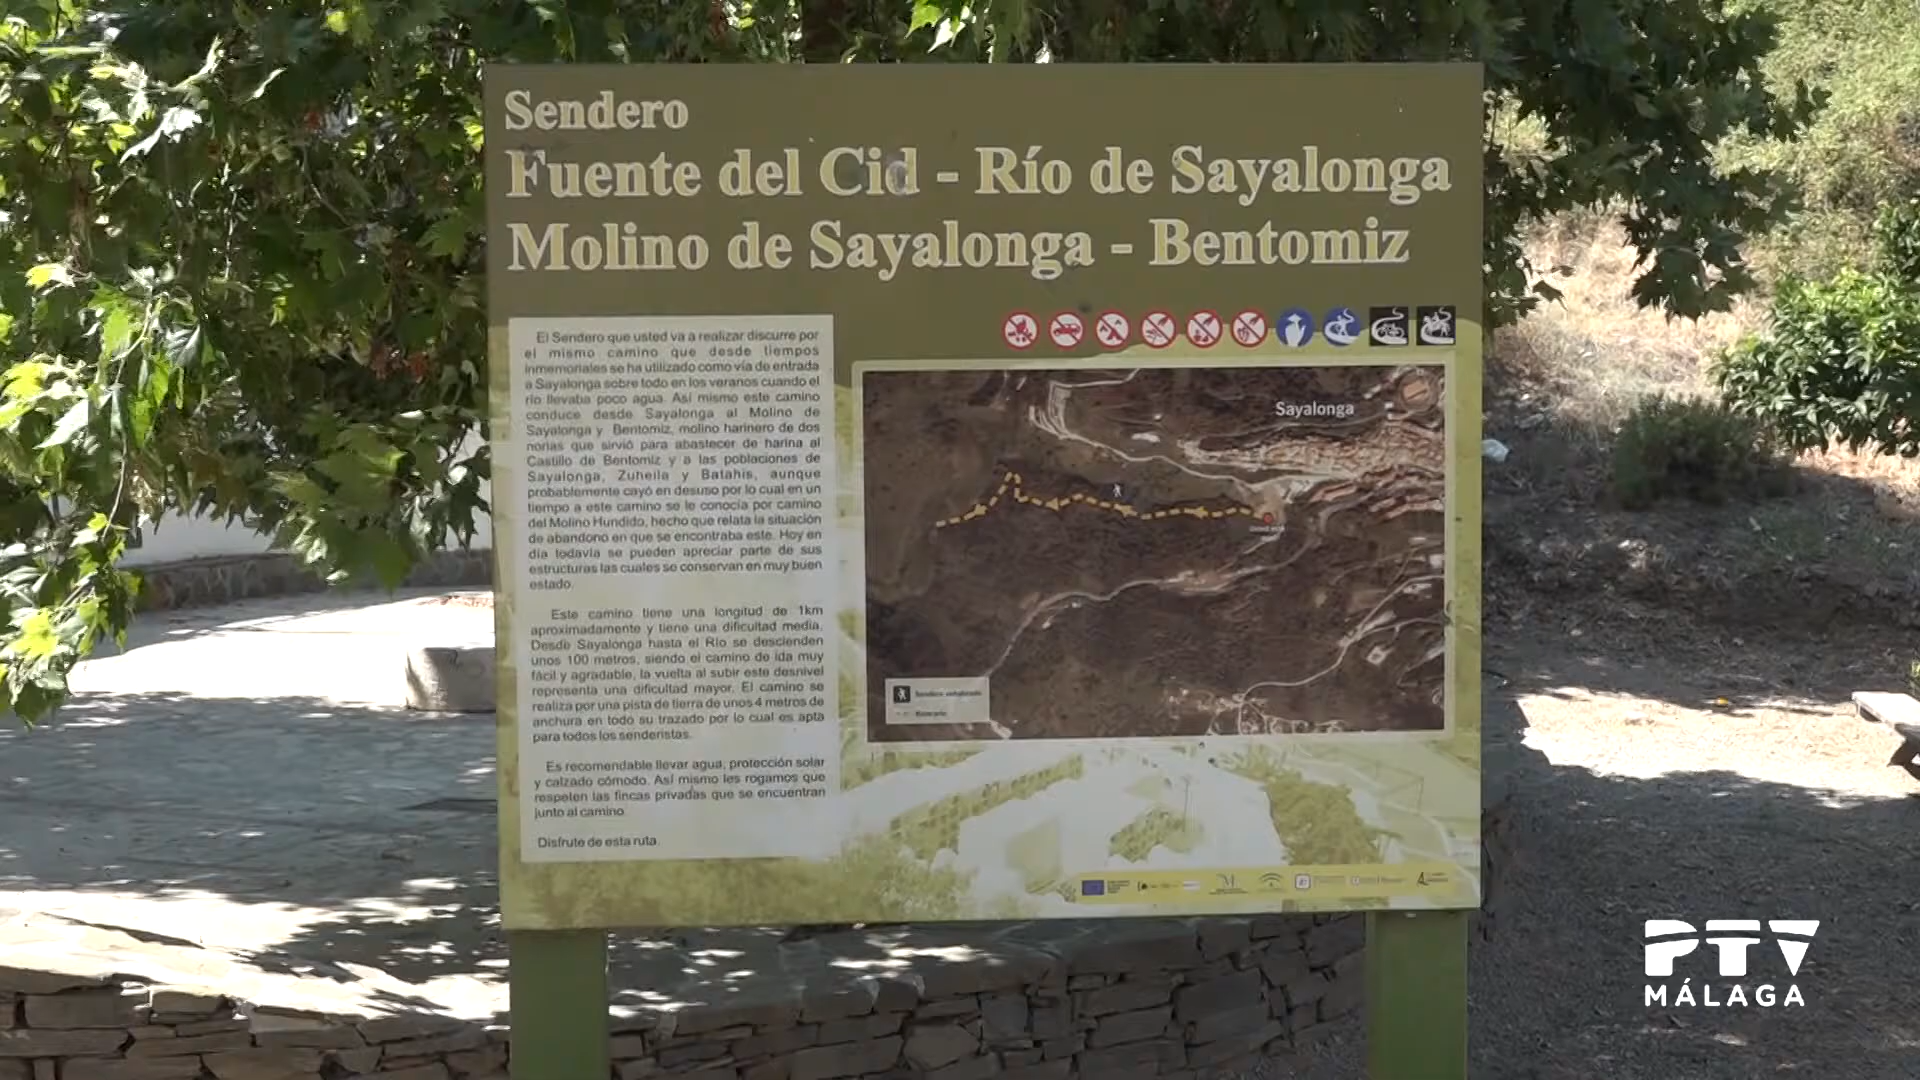 Sendero
Fuente del Cid - Río de Sayalonga
Molino de Sayalonga - Bentomiz
El Sendero que usted va a realizar discurre por
el mismo camino que desde tiempos
inmemoriales se ha utilizado como vía de entrada
a Sayalonga sobre todo en los veranos cuando el
río llevaba poco agua. Así mismo este camino
conduce desde Sayalonga al Molino de
Sayalonga y Bentomiz, molino harinero de dos
norias que sirvió para abastecer de harina al
Castillo de Bentomiz y a las poblaciones de
Sayalonga, Zuheila y Batahis, aunque
probablemente cayó en desuso por lo cual en un
tiempo a este camino se le conocía por camino
del Molino Hundido, hecho que relata la situación
de abandono en que se encontraba este. Hoy en
día todavía se pueden apreciar parte de sus
estructuras las cuales se conservan en muy buen
estado.
Este camino tiene una longitud de 1km
aproximadamente y tiene una dificultad media.
Desde Sayalonga hasta el Río se descienden
unos 100 metros, siendo el camino de ida muy
fácil y agradable, la vuelta al subir este desnivel
representa una dificultad mayor. El camino se
realiza por una pista de tierra de unos 4 metros de
anchura en todo su trazado por lo cual es apta
para todos los senderistas.
Es recomendable llevar agua, protección solar
y calzado cómodo. Así mismo les rogamos que
respeten las fincas privadas que se encuentran
junto al camino.
Disfrute de esta ruta.
Sayalonga
Sendero señalizado
PTV
MÁLAGA